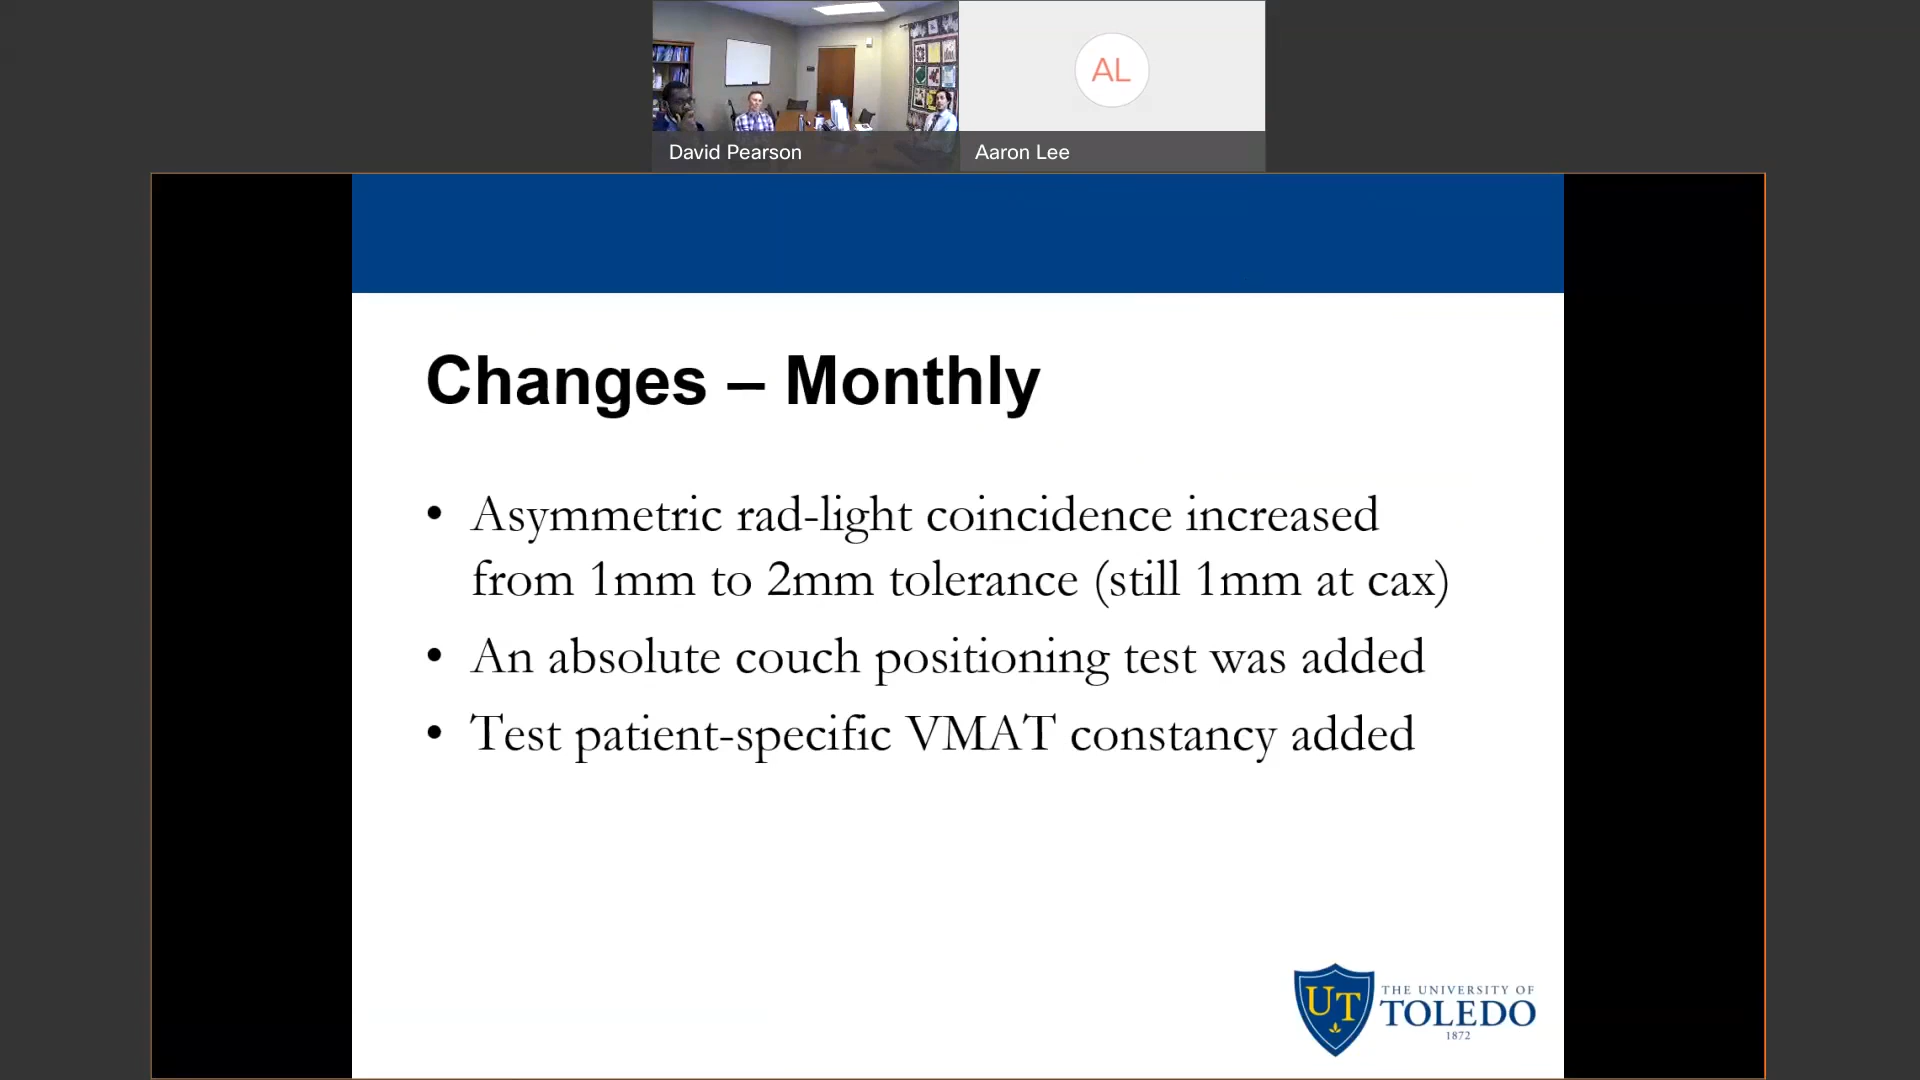 AL
David Pearson
Aaron Lee
Changes – Monthly
• Asymmetric rad-light coincidence increased
from 1mm to 2mm tolerance (still 1mm at cax)
• An absolute couch positioning test was added
• Test patient-specific VMAT constancy added
UT
THE UNIVERSITY OF
TOLEDO
1872